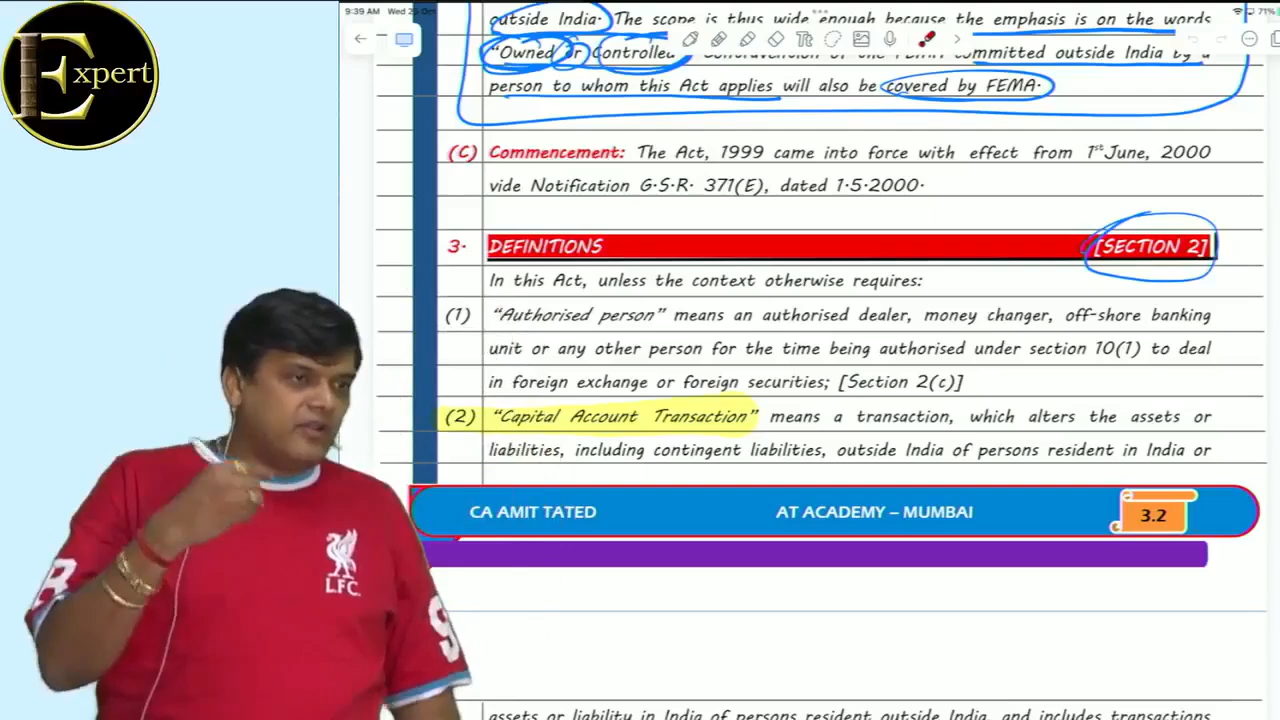 9:39 AM Wed
71%
Expert
outside India. The scope is thus wide enough because the emphasis is on the words
"Owned or Controlled
committed outside India by a
person to whom this Act applies will also be covered by FEMA.
(C) Commencement: The Act, 1999 came into force with effect from 1st June, 2000
vide Notification G.S.R. 371(E), dated 1.5.2000.
3. DEFINITIONS [SECTION 2]
In this Act, unless the context otherwise requires:
(1) "Authorised person" means an authorised dealer, money changer, off-shore banking
unit or any other person for the time being authorised under section 10(1) to deal
in foreign exchange or foreign securities; [Section 2(c)]
(2) "Capital Account Transaction" means a transaction, which alters the assets or
liabilities, including contingent liabilities, outside India of persons resident in India or
CA AMIT TATED AT ACADEMY – MUMBAI 3.2
L.F.C.
assets or liability in India of persons resident outside India, and includes transactions